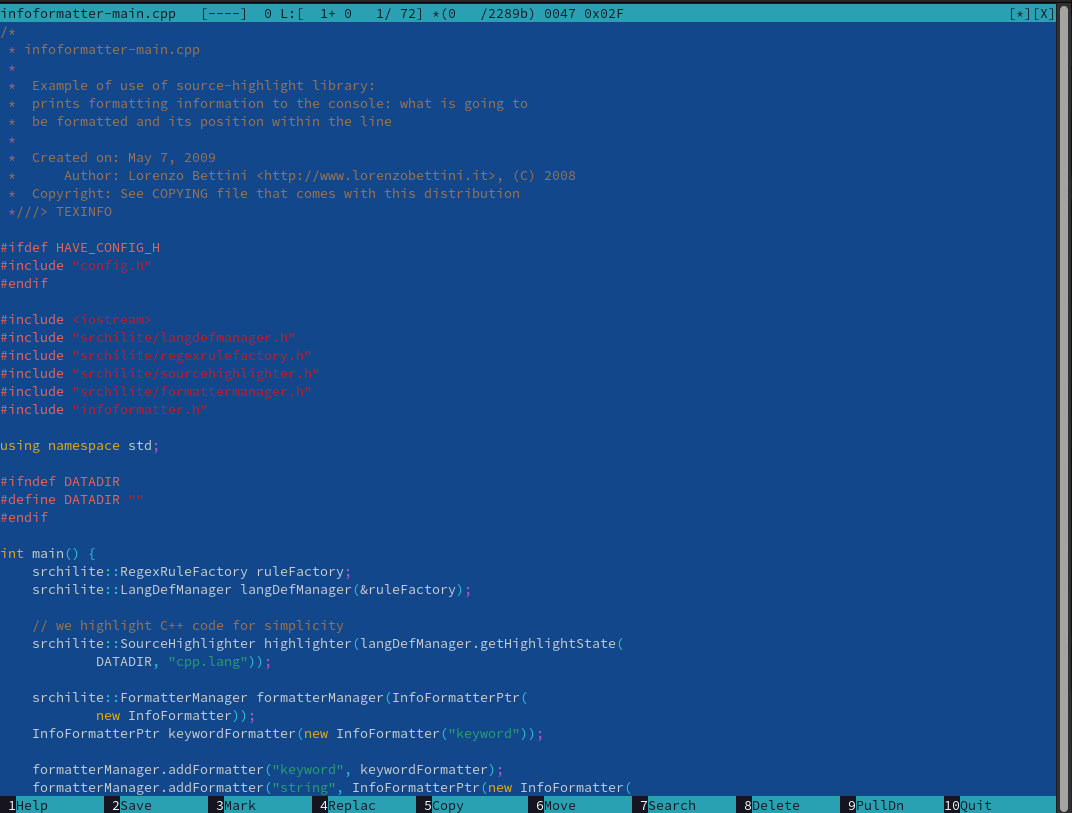 infoformatter-main.cpp   [----]  0 L:[  1+ 0   1/ 72] *(0   /2289b) 0047 0x02F [*][X]
/*
 * infoformatter-main.cpp
 *
 *  Example of use of source-highlight library:
 *  prints formatting information to the console: what is going to
 *  be formatted and its position within the line
 *
 *  Created on: May 7, 2009
 *      Author: Lorenzo Bettini <http://www.lorenzobettini.it>, (C) 2008
 *  Copyright: See COPYING file that comes with this distribution
 *///> TEXINFO
#ifdef HAVE_CONFIG_H
#include "config.h"
#endif
#include <iostream>
#include "srchilite/langdefmanager.h"
#include "srchilite/regexrulefactory.h"
#include "srchilite/sourcehighlighter.h"
#include "srchilite/formattermanager.h"
#include "infoformatter.h"
using namespace std;
#ifndef DATADIR
#define DATADIR ""
#endif
int main() {
    srchilite::RegexRuleFactory ruleFactory;
    srchilite::LangDefManager langDefManager(&ruleFactory);
    // we highlight C++ code for simplicity
    srchilite::SourceHighlighter highlighter(langDefManager.getHighlightState(
            DATADIR, "cpp.lang"));
    srchilite::FormatterManager formatterManager(InfoFormatterPtr(
            new InfoFormatter));
    InfoFormatterPtr keywordFormatter(new InfoFormatter("keyword"));
    formatterManager.addFormatter("keyword", keywordFormatter);
    formatterManager.addFormatter("string", InfoFormatterPtr(new InfoFormatter(
1Help 2Save 3Mark 4Replac 5Copy 6Move 7Search 8Delete 9PullDn 10Quit